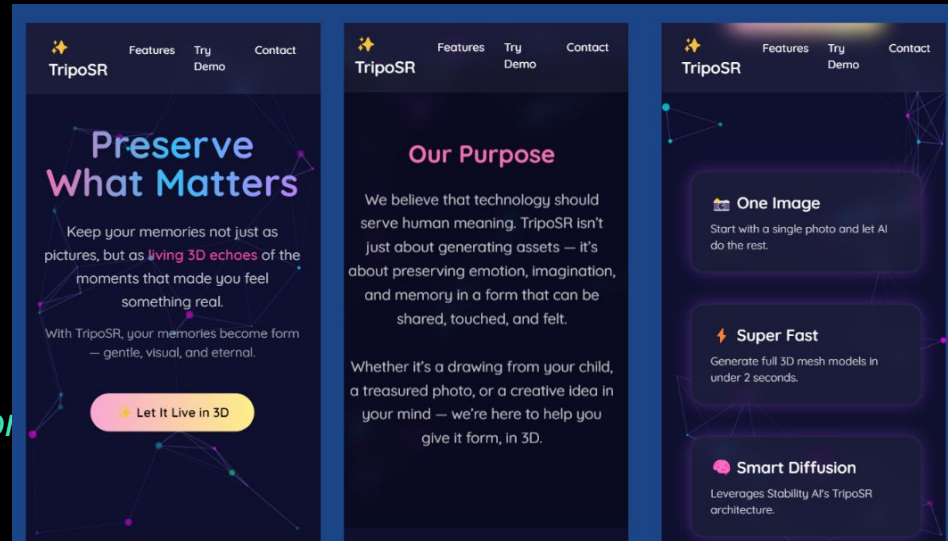 Features
Try
Contact
TripoSR
Demo
Preserve
What Matters
Keep your memories not just as
pictures, but as living 3D echoes of the
moments that made you feel
something real.
With TripoSR, your memories become form
— gentle, visual, and eternal.
✨ Let It Live in 3D
Features
Try
Contact
TripoSR
Demo
Our Purpose
We believe that technology should
serve human meaning. TripoSR isn't
just about generating assets — it's
about preserving emotion, imagination,
and memory in a form that can be
shared, touched, and felt.
Whether it's a drawing from your child,
a treasured photo, or a creative idea in
your mind — we're here to help you
give it form, in 3D.
Features
Try
Contact
TripoSR
Demo
One Image
Start with a single photo and let AI
do the rest.
Super Fast
Generate full 3D mesh models in
under 2 seconds.
Smart Diffusion
Leverages Stability AI's TripoSR
architecture.